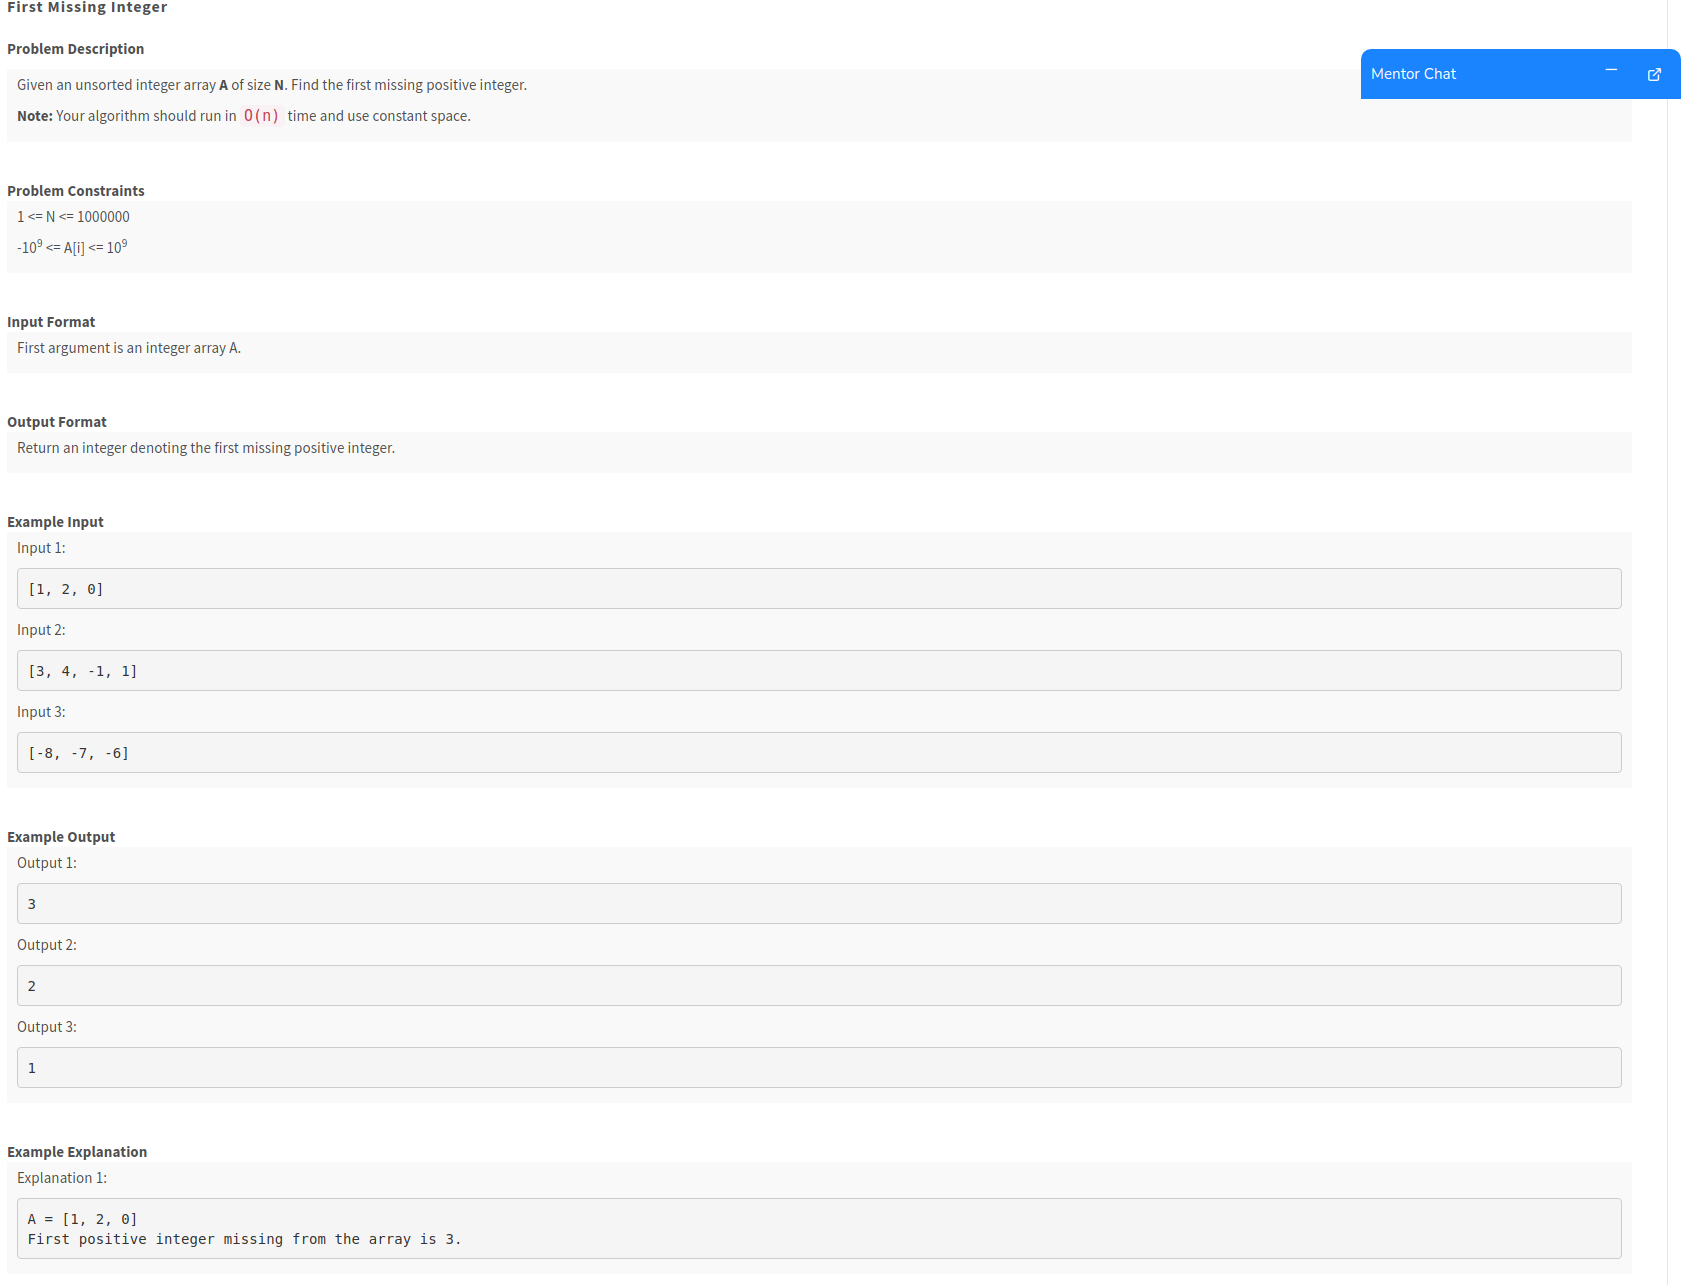 First Missing Integer
Problem Description
Mentor Chat
Given an unsorted integer array A of size N. Find the first missing positive integer.
Note: Your algorithm should run in O(n) time and use constant space.
Problem Constraints
1 <= N <= 1000000
-10⁹ <= A[i] <= 10⁹
Input Format
First argument is an integer array A.
Output Format
Return an integer denoting the first missing positive integer.
Example Input
Input 1:
[1, 2, 0]
Input 2:
[3, 4, -1, 1]
Input 3:
[-8, -7, -6]
Example Output
Output 1:
3
Output 2:
2
Output 3:
1
Example Explanation
Explanation 1:
A = [1, 2, 0]
First positive integer missing from the array is 3.